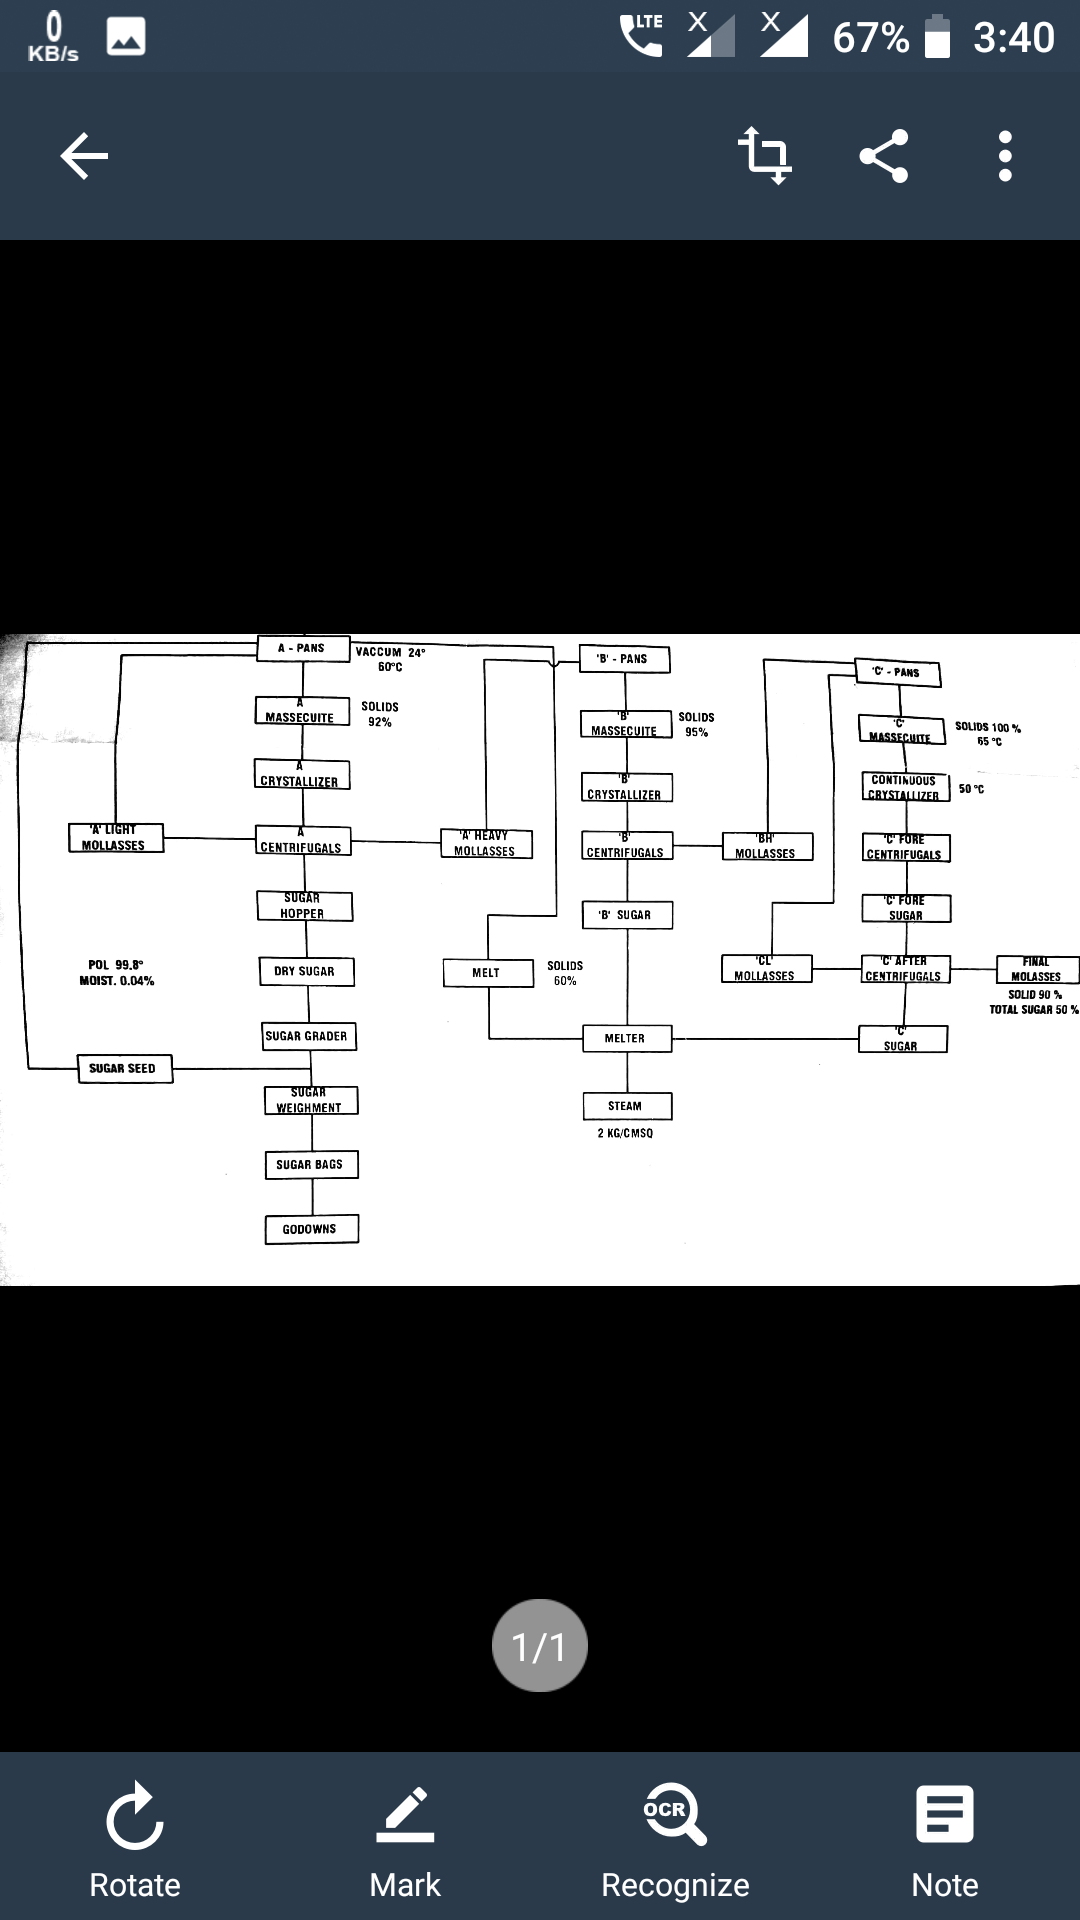 0
KB/s
LTE
X
X
67%
3:40
A - PANS
VACCUM 24°
60°C
'B' - PANS
'C' - PANS
A
MASSECUITE
SOLIDS
92%
'B'
MASSECUITE
SOLIDS
95%
'C'
MASSECUITE
SOLIDS 100 %
65 °C
A
CRYSTALLIZER
'B'
CRYSTALLIZER
CONTINUOUS
CRYSTALLIZER
50 °C
'A' LIGHT
MOLLASSES
A
CENTRIFUGALS
'A' HEAVY
MOLLASSES
'B'
CENTRIFUGALS
'BH'
MOLLASSES
'C' FORE
CENTRIFUGALS
SUGAR
HOPPER
'B' SUGAR
'C' FORE
SUGAR
POL 99.8°
MOIST. 0.04%
DRY SUGAR
MELT
SOLIDS
60%
'CL'
MOLLASSES
'C' AFTER
CENTRIFUGALS
FINAL
MOLASSES
SOLID 90 %
TOTAL SUGAR 50 %
SUGAR GRADER
MELTER
'C'
SUGAR
SUGAR SEED
SUGAR
WEIGHMENT
STEAM
2 KG/CMSQ
SUGAR BAGS
GODOWNS
1/1
OCR
Rotate
Mark
Recognize
Note